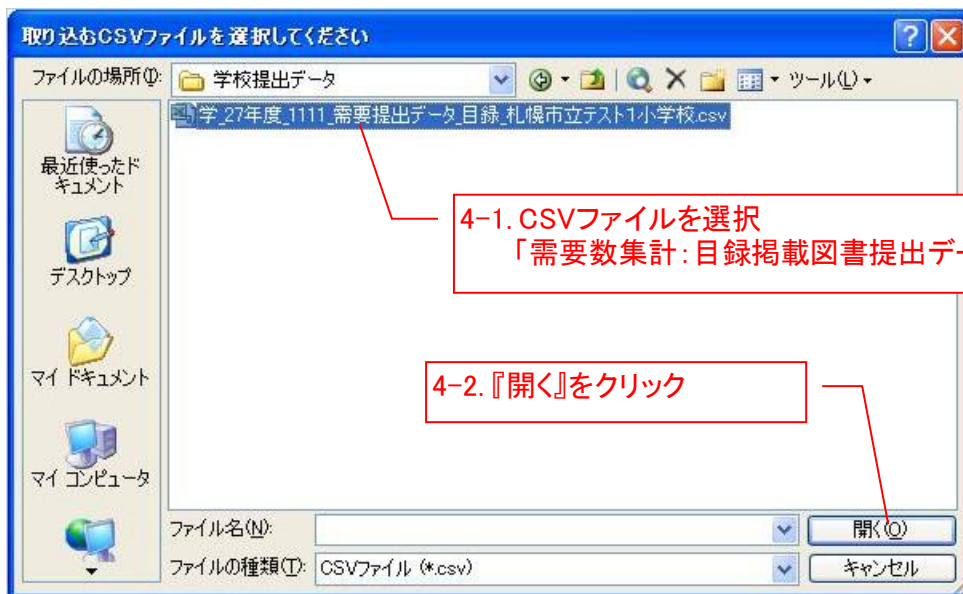 取り込むCSVファイルを選択してください
ファイルの場所(I):
学校提出データ
ツール(L)
学_27年度_1111_需要提出データ_目録_札幌市立テスト1小学校.csv
最近使ったド
キュメント
デスクトップ
マイ ドキュメント
マイ コンピュータ
4-1.CSVファイルを選択
「需要数集計:目録掲載図書提出デー
4-2.『開く』をクリック
ファイル名(N):
開く(O)
ファイルの種類(T):
CSVファイル (*.csv)
キャンセル